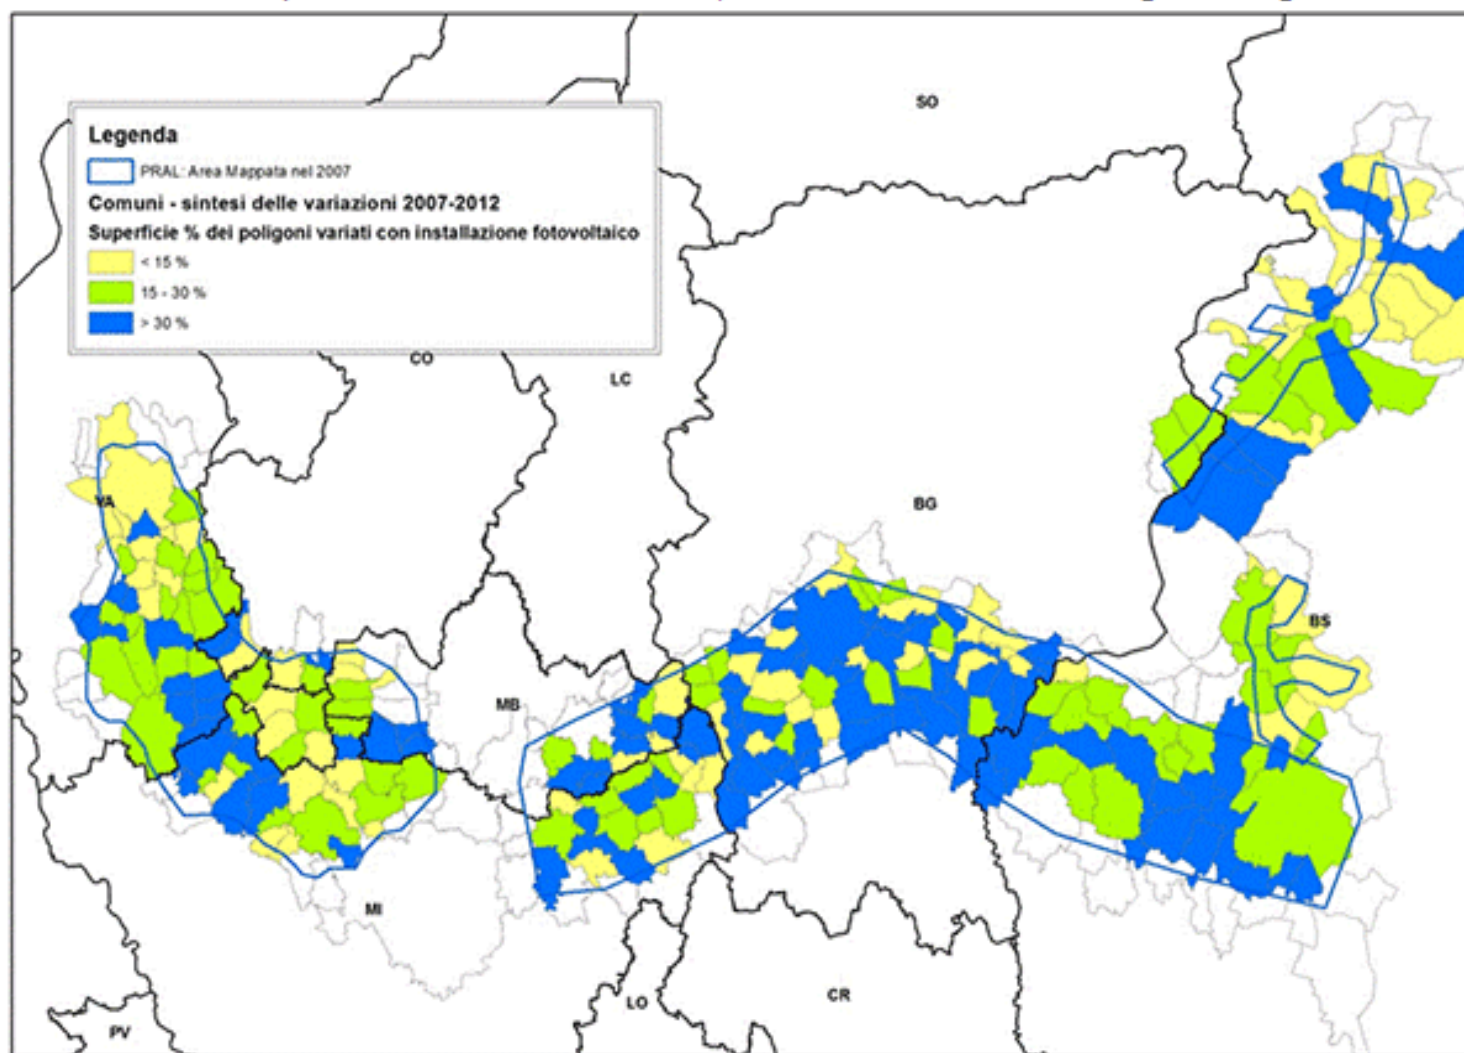 Legenda
PRAL: Area Mappata nel 2007
Comuni - sintesi delle variazioni 2007-2012
Superficie % dei poligoni variati con installazione fotovoltaico
< 15 %
15 - 30 %
> 30 %
SO
CO
LC
VA
BG
BS
MB
MI
CR
LO
PV